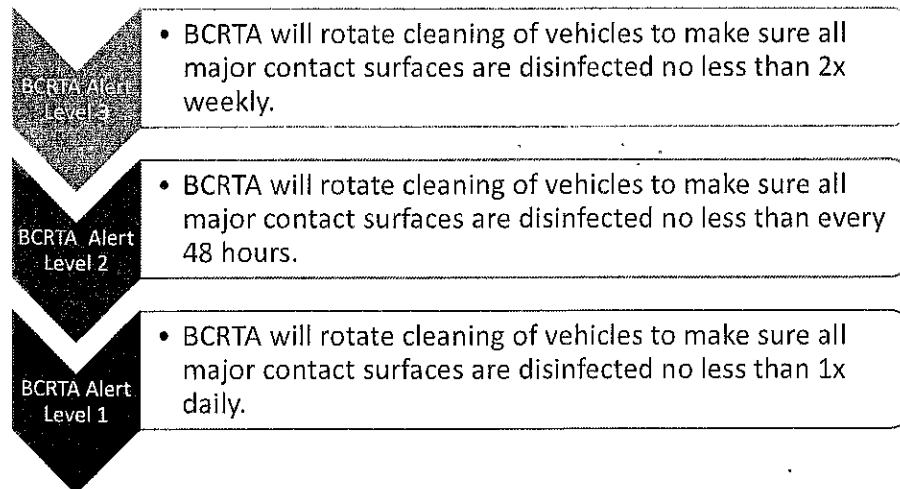 BCRTA Alert
Level 3
• BCRTA will rotate cleaning of vehicles to make sure all
major contact surfaces are disinfected no less than 2x
weekly.
BCRTA Alert
Level 2
• BCRTA will rotate cleaning of vehicles to make sure all
major contact surfaces are disinfected no less than every
48 hours.
BCRTA Alert
Level 1
• BCRTA will rotate cleaning of vehicles to make sure all
major contact surfaces are disinfected no less than 1x
daily.